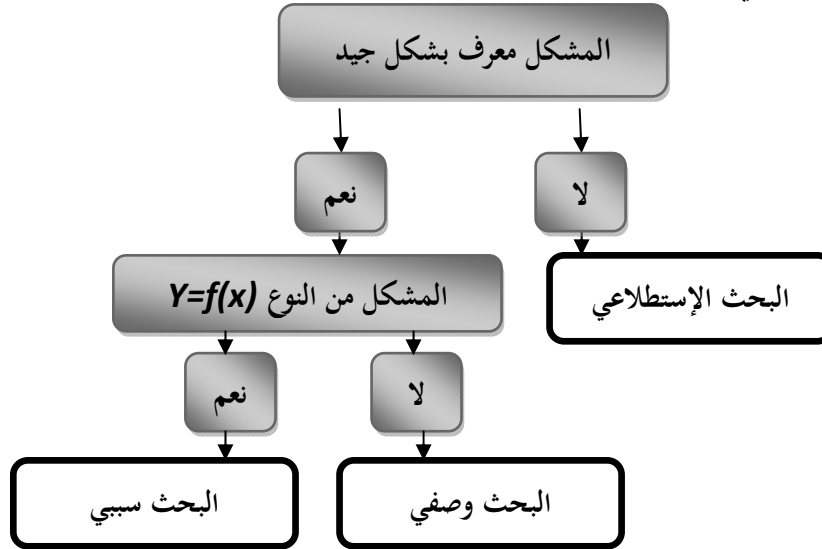 المشكل معرف بشكل جيد
لا
نعم
البحث الإستطلاعي
المشكل من النوع Y=f(x)
لا
نعم
البحث وصفي
البحث سببي